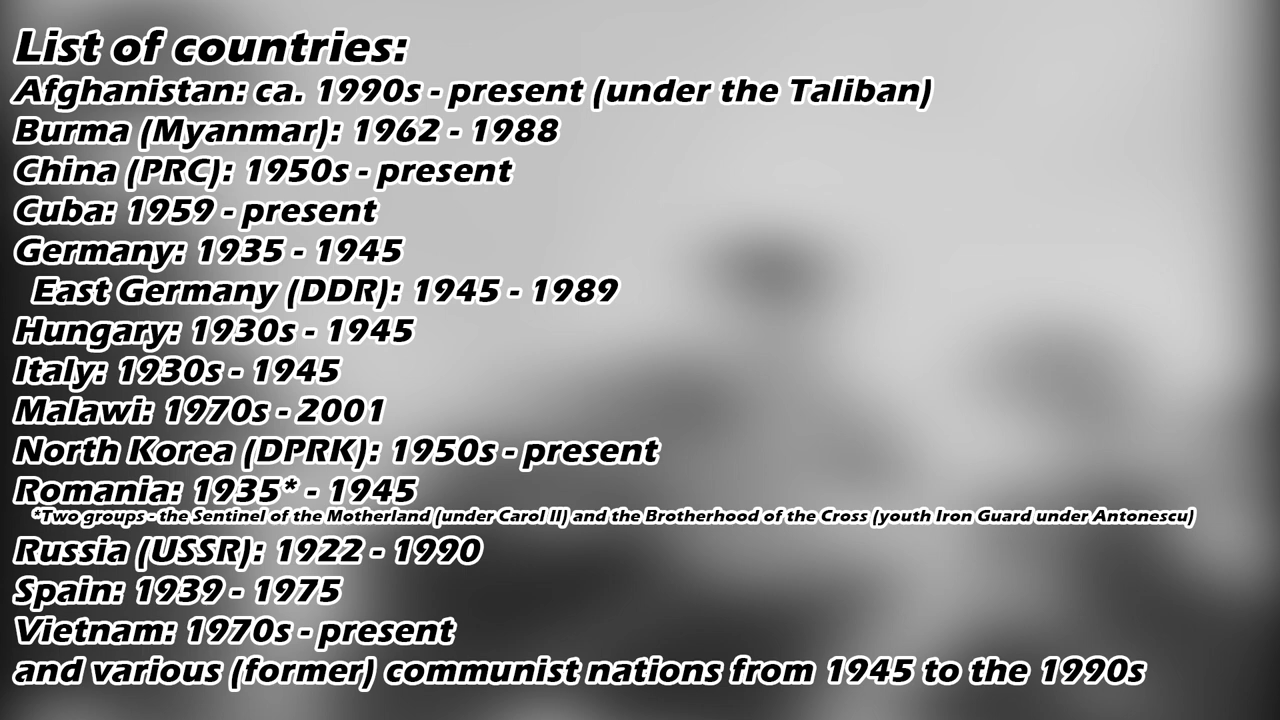 List of countries:
Afghanistan: ca. 1990s - present (under the Taliban)
Burma (Myanmar): 1962 - 1988
China (PRC): 1950s - present
Cuba: 1959 - present
Germany: 1935 - 1945
East Germany (DDR): 1945 - 1989
Hungary: 1930s - 1945
Italy: 1930s - 1945
Malawi: 1970s - 2001
North Korea (DPRK): 1950s - present
Romania: 1935* - 1945
*Two groups - the Sentinel of the Motherland (under Carol II) and the Brotherhood of the Cross (youth Iron Guard under Antonescu)
Russia (USSR): 1922 - 1990
Spain: 1939 - 1975
Vietnam: 1970s - present
and various (former) communist nations from 1945 to the 1990s